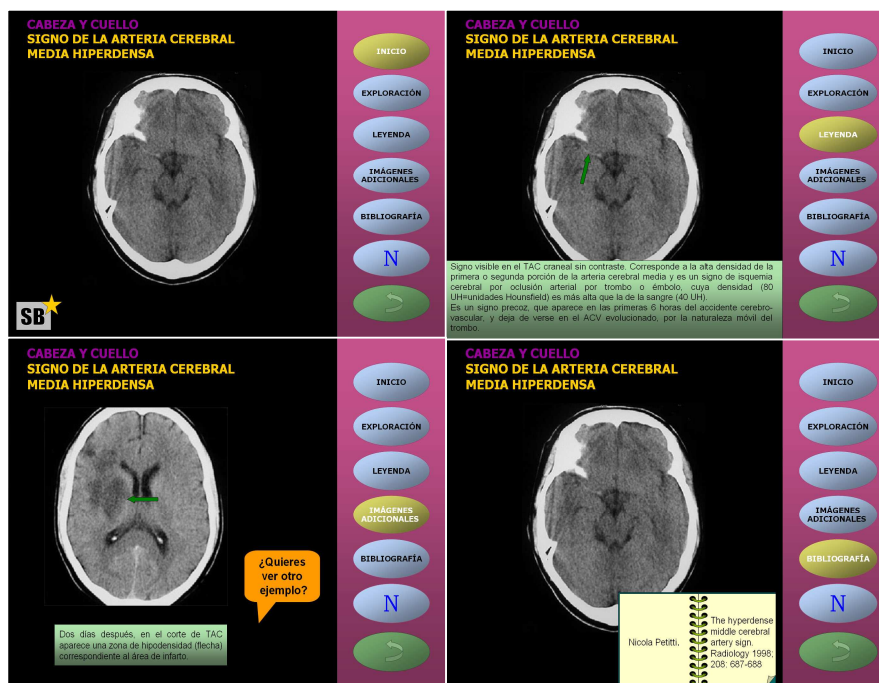 CABEZA Y CUELLO
SIGNO DE LA ARTERIA CEREBRAL
MEDIA HIPERDENSA
INICIO
EXPLORACIÓN
LEYENDA
IMÁGENES
ADICIONALES
BIBLIOGRAFÍA
N
SB
CABEZA Y CUELLO
SIGNO DE LA ARTERIA CEREBRAL
MEDIA HIPERDENSA
INICIO
EXPLORACIÓN
LEYENDA
IMÁGENES
ADICIONALES
BIBLIOGRAFÍA
N
Signo visible en el TAC craneal sin contraste. Corresponde a la alta densidad de la
primera o segunda porción de la arteria cerebral media y es un signo de isquemia
cerebral por oclusión arterial por trombo o émbolo, cuya densidad (80
UH=unidades Hounsfield) es más alta que la de la sangre (40 UH).
Es un signo precoz, que aparece en las primeras 6 horas del accidente cerebro-
vascular, y deja de verse en el ACV evolucionado, por la naturaleza móvil del
trombo.
CABEZA Y CUELLO
SIGNO DE LA ARTERIA CEREBRAL
MEDIA HIPERDENSA
INICIO
EXPLORACIÓN
LEYENDA
IMÁGENES
ADICIONALES
BIBLIOGRAFÍA
N
¿Quieres
ver otro
ejemplo?
Dos días después, en el corte de TAC
aparece una zona de hipodensidad (flecha)
correspondiente al área de infarto.
CABEZA Y CUELLO
SIGNO DE LA ARTERIA CEREBRAL
MEDIA HIPERDENSA
INICIO
EXPLORACIÓN
LEYENDA
IMÁGENES
ADICIONALES
BIBLIOGRAFÍA
N
Nicola Petitti.
The hyperdense
middle cerebral
artery sign.
Radiology 1998;
208: 687-688